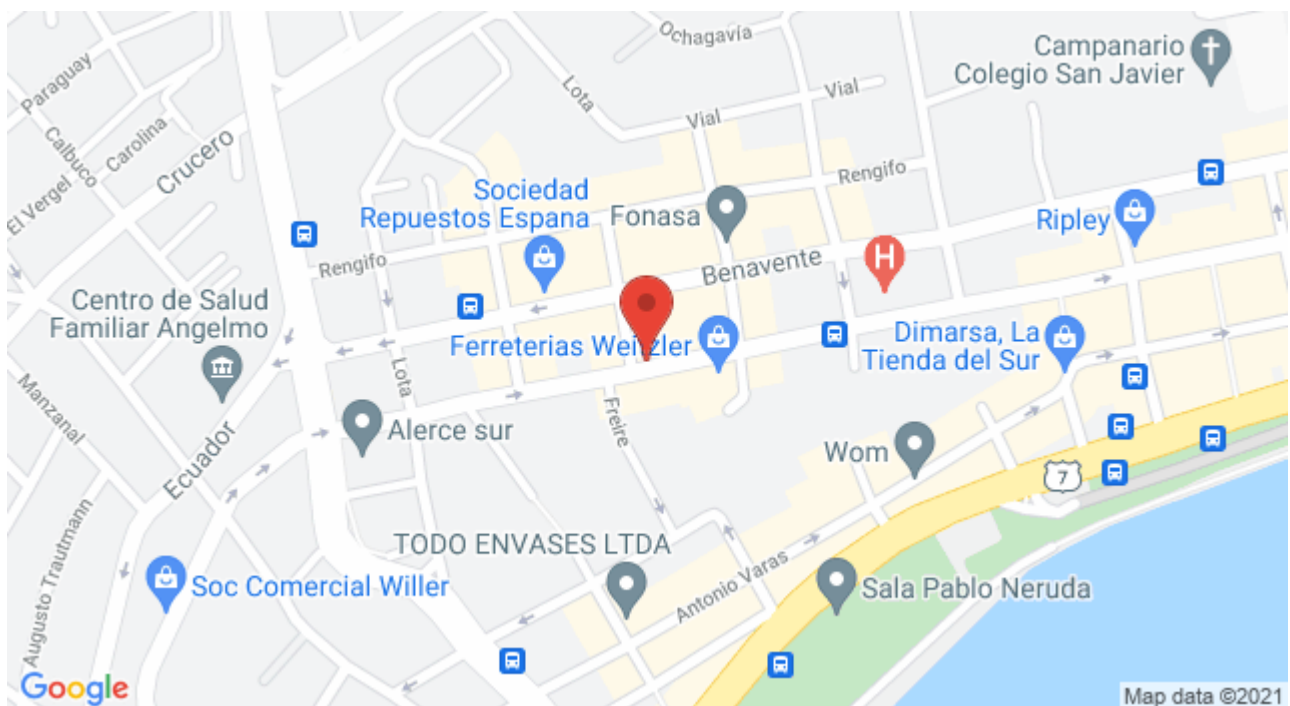 Ochagavía
Campanario
Colegio San Javier
Paraguay
Lota
Vial
Vial
Carolina
Calbuco
Crucero
El Vergel
Rengifo
Sociedad
Repuestos Espana
Fonasa
Ripley
Rengifo
Benavente
H
Centro de Salud
Familiar Angelmo
Ferreterias Weitzler
Dimarsa, La
Tienda del Sur
Lota
Manzanal
Freire
Alerce sur
Ecuador
Wom
7
Augusto Trautmann
TODO ENVASES LTDA
Antonio Varas
Soc Comercial Willer
Sala Pablo Neruda
Google
Map data ©2021